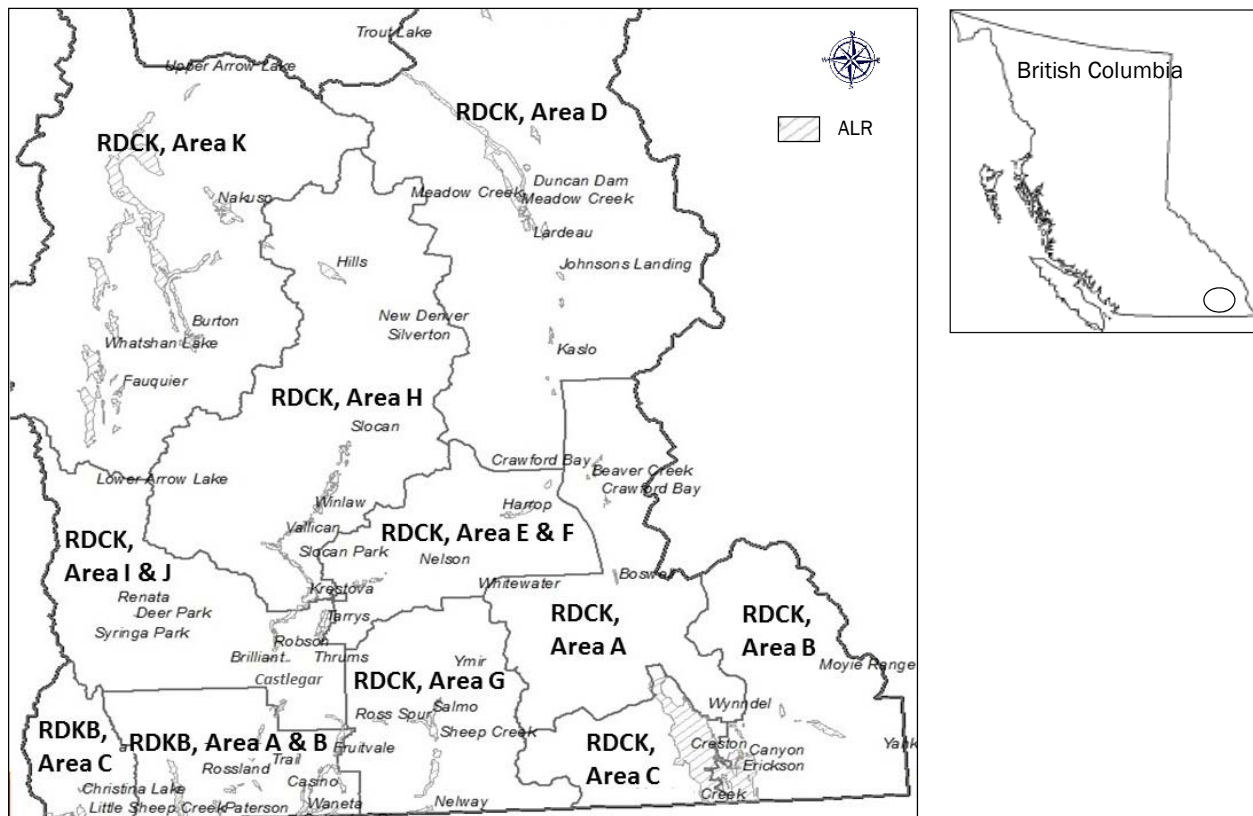 Trout Lake
Upper Arrow Lake
RDCK, Area D
RDCK, Area K
Duncan Dam
Meadow Creek
Meadow Creek
Nakusp
Lardeau
Hills
Johnsons Landing
New Denver
Burton
Silverton
Whatshan Lake
Kaslo
Fauquier
RDCK, Area H
Slocan
Crawford Bay
Beaver Creek
Lower Arrow Lake
Crawford Bay
Winlaw
Harrop
Vallican
RDCK, Area E & F
RDCK,
Area I & J
Slocan Park
Nelson
Whitewater
Boswel
Krestova
Renata
Deer Park
Tarrys
RDCK,
Area A
RDCK,
Area B
Syringa Park
Robson
Brilliant
Thrums
Ymir
Moyie Range
Castlegar
RDCK, Area G
Wynndel
Ross Spur
Salmo
Sheep Creek
RDKB,
Area C
RDKB, Area A & B
Fruitvale
RDCK,
Area C
Creston
Canyon
Erickson
Yahk
Trail
Rossland
Casino
Christina Lake
Little Sheep Creek
Paterson
Waneta
Nelway
Creek
N
W
E
S
ALR
British Columbia